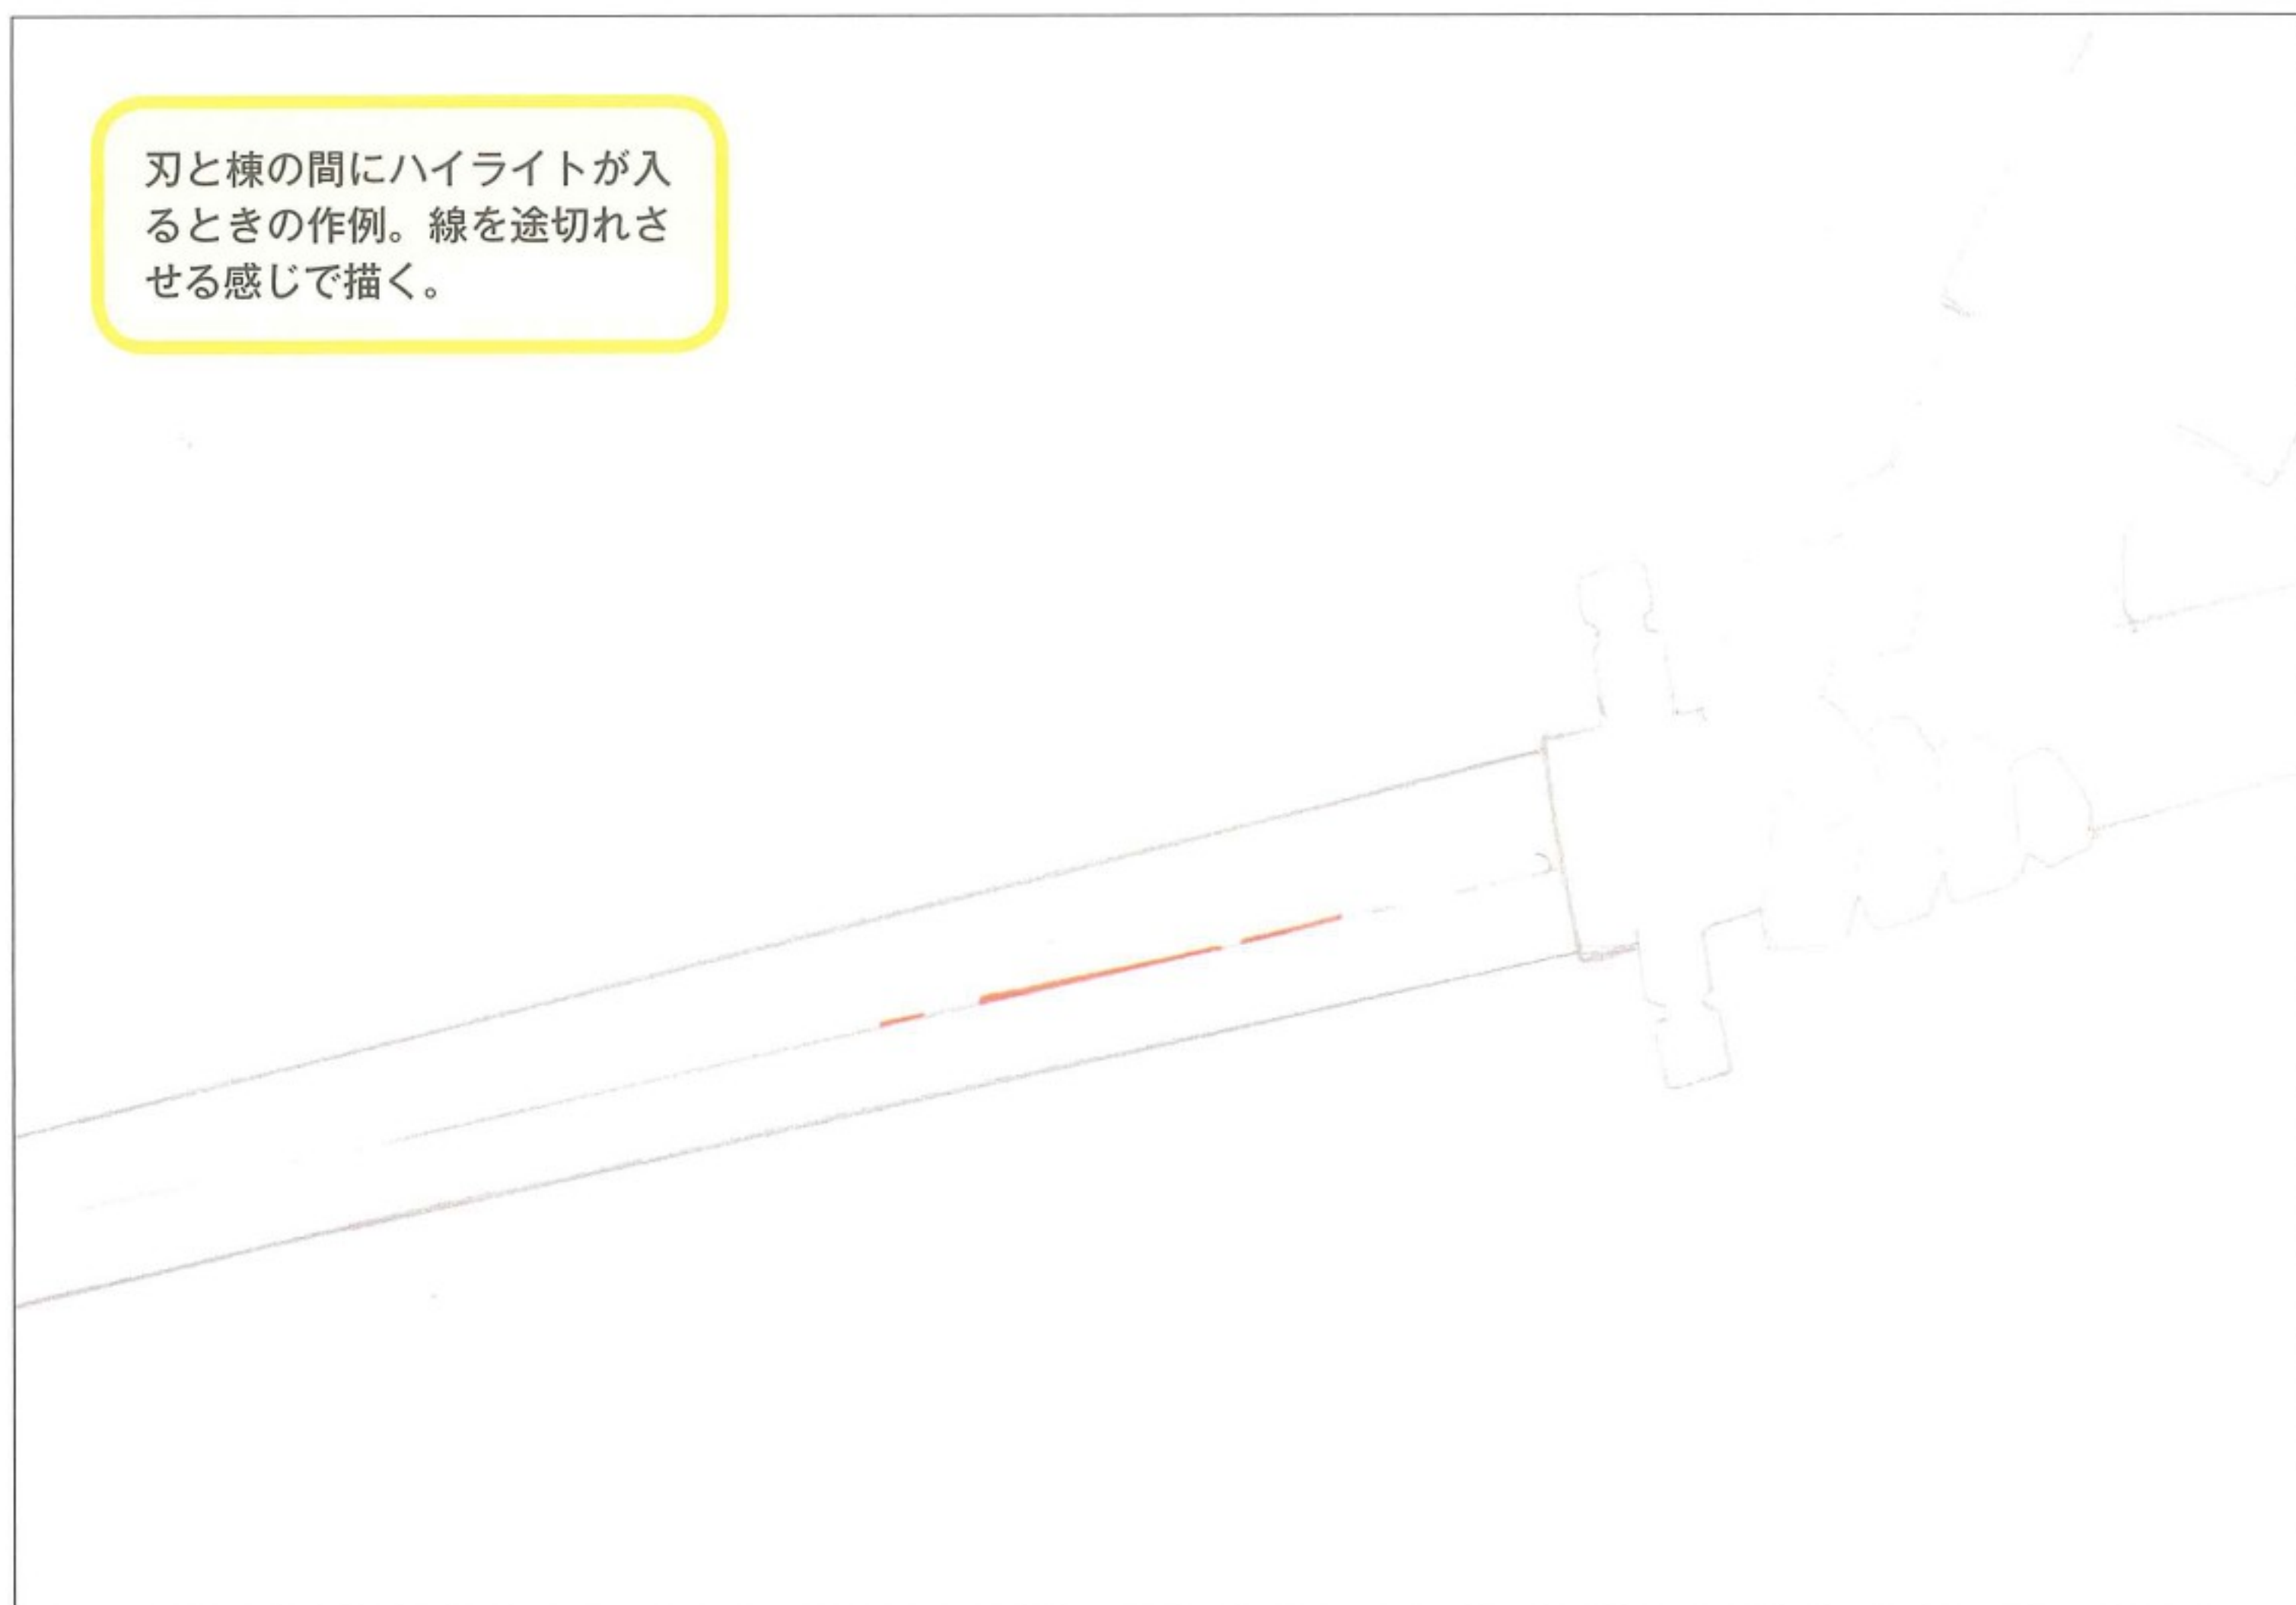 刃と棟の間にハイライトが入
るときの作例。線を途切れさ
せる感じで描く。